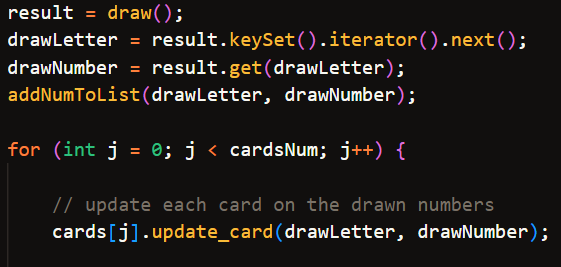 result = draw();
drawLetter = result.keySet().iterator().next();
drawNumber = result.get(drawLetter);
addNumToList(drawLetter, drawNumber);
for (int j = 0; j < cardsNum; j++) {
// update each card on the drawn numbers
cards[j].update_card(drawLetter, drawNumber);